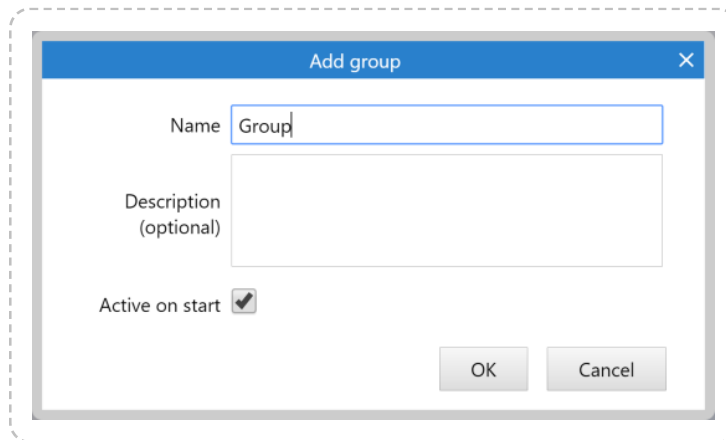 Add group
Name Group
Description
(optional)
Active on start
OK Cancel